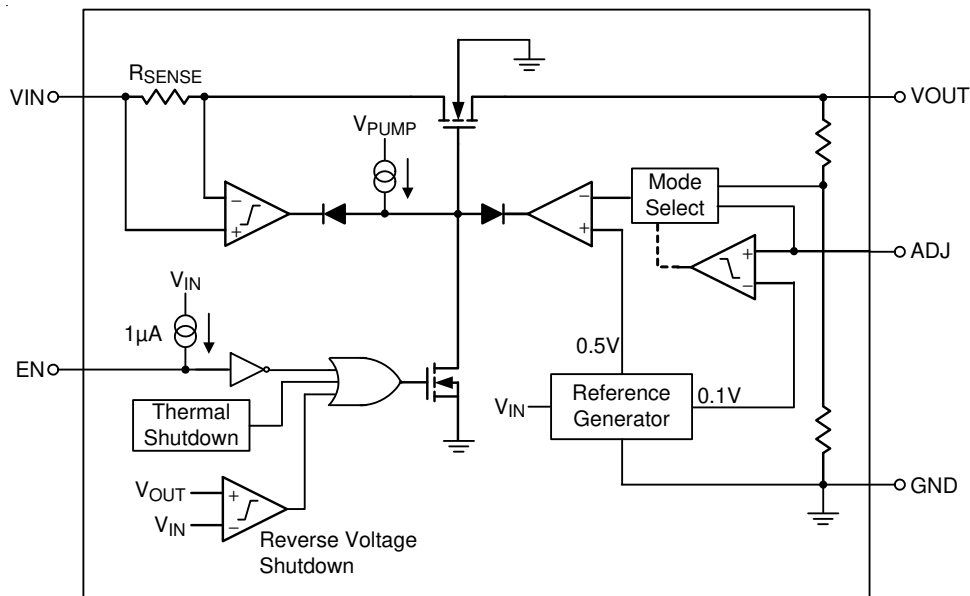 RSENSE
VIN
VOUT
VPUMP
Mode
Select
−
+
−
+
+
−
ADJ
VIN
1µA
EN
0.5V
Thermal
Shutdown
VIN
Reference
Generator
0.1V
VOUT
+
VIN
−
GND
Reverse Voltage
Shutdown